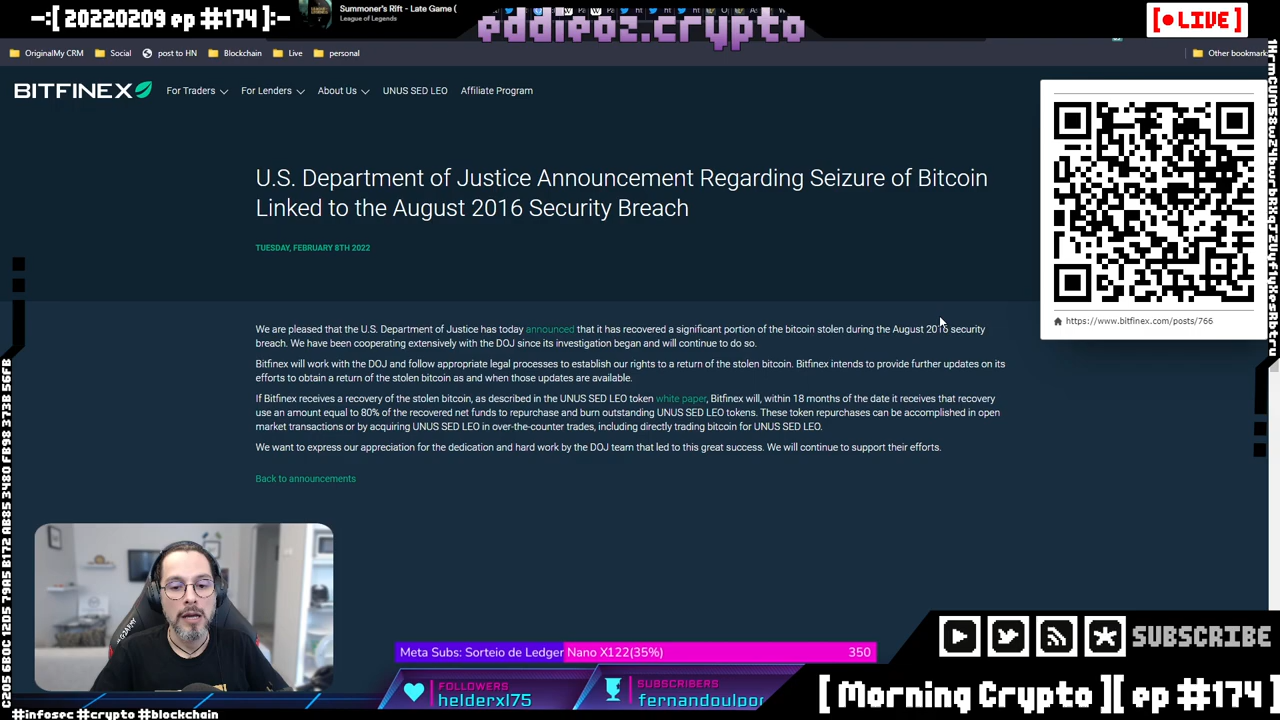 -:[ 20220209 ep #174 ]:-
Summoner's Rift - Late Game (
League of Legends
eddieoz.crypto
[•LIVE]
OriginalMy CRM
Social
post to HN
Blockchain
Live
personal
Other bookmark
BITFINEX
For Traders
For Lenders
About Us
UNUS SED LEO
Affiliate Program
U.S. Department of Justice Announcement Regarding Seizure of Bitcoin
Linked to the August 2016 Security Breach
TUESDAY, FEBRUARY 8TH 2022
https://www.bitfinex.com/posts/766
We are pleased that the U.S. Department of Justice has today announced that it has recovered a significant portion of the bitcoin stolen during the August 2016 security
breach. We have been cooperating extensively with the DOJ since its investigation began and will continue to do so.
Bitfinex will work with the DOJ and follow appropriate legal processes to establish our rights to a return of the stolen bitcoin. Bitfinex intends to provide further updates on its
efforts to obtain a return of the stolen bitcoin as and when those updates are available.
If Bitfinex receives a recovery of the stolen bitcoin, as described in the UNUS SED LEO token white paper, Bitfinex will, within 18 months of the date it receives that recovery
use an amount equal to 80% of the recovered net funds to repurchase and burn outstanding UNUS SED LEO tokens. These token repurchases can be accomplished in open
market transactions or by acquiring UNUS SED LEO in over-the-counter trades, including directly trading bitcoin for UNUS SED LEO.
We want to express our appreciation for the dedication and hard work by the DOJ team that led to this great success. We will continue to support their efforts.
Back to announcements
Meta Subs: Sorteio de Ledger Nano X122(35%)
350
FOLLOWERS
helderxl75
SUBSCRIBERS
fernandoulpor
SUBSCRIBE
[ Morning Crypto ][ ep #174 ]
#infosec #crypto #blockchain